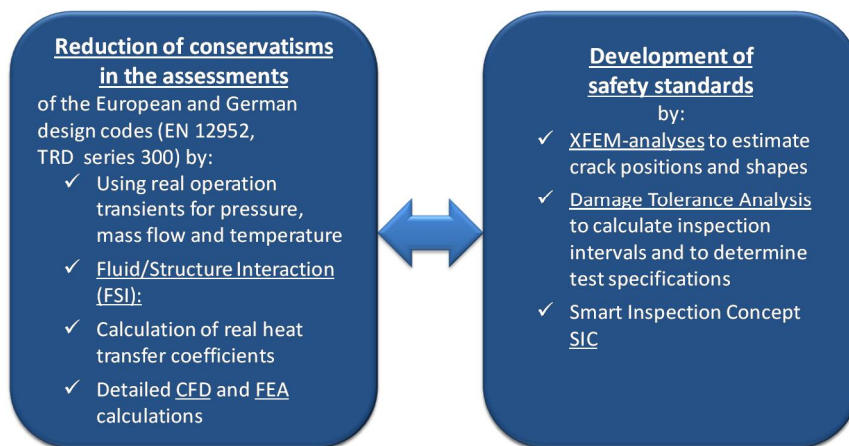 Reduction of conservatisms
in the assessments
of the European and German
design codes (EN 12952,
TRD series 300) by:
✓ Using real operation
transients for pressure,
mass flow and temperature
✓ Fluid/Structure Interaction
(FSI):
✓ Calculation of real heat
transfer coefficients
✓ Detailed CFD and FEA
calculations
Development of
safety standards
by:
✓ XFEM-analyses to estimate
crack positions and shapes
✓ Damage Tolerance Analysis
to calculate inspection
intervals and to determine
test specifications
✓ Smart Inspection Concept
SIC